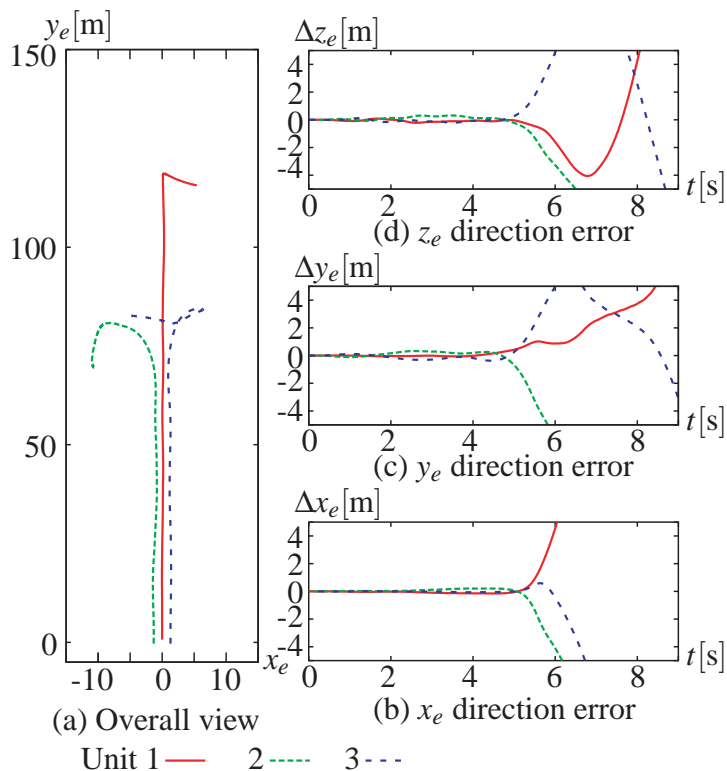 y_e[m]
150
100
50
0
-10 0 10 x_e
(a) Overall view
Δz_e[m]
4
2
0
-2
-4
0 2 4 6 8 t[s]
(d) z_e direction error
Δy_e[m]
4
2
0
-2
-4
0 2 4 6 8 t[s]
(c) y_e direction error
Δx_e[m]
4
2
0
-2
-4
0 2 4 6 8 t[s]
(b) x_e direction error
Unit 1 2 3